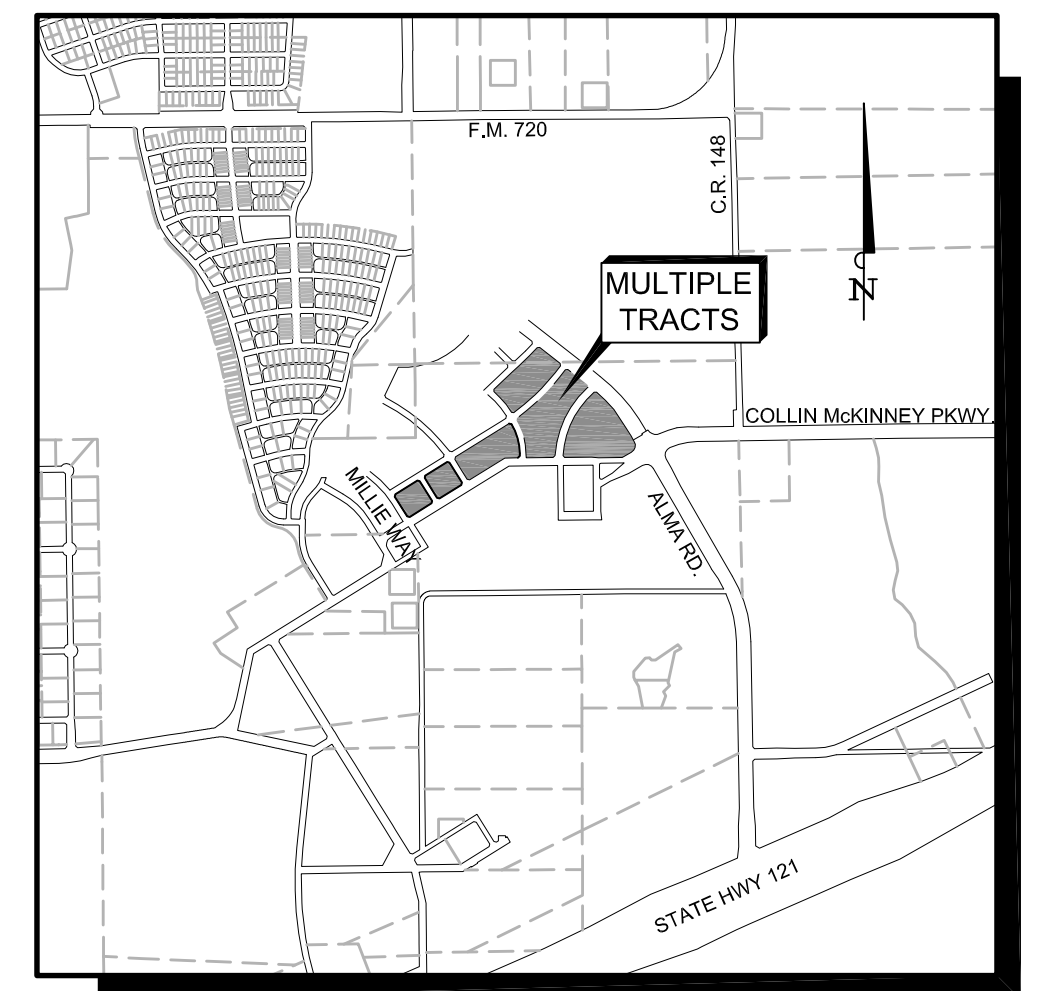 F.M. 720
C.R. 148
MULTIPLE
TRACTS
N
COLLIN McKINNEY PKWY.
MILLIE WAY
ALMA RD.
STATE HWY 121